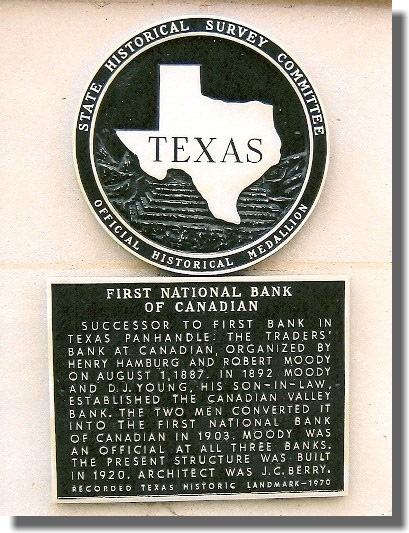 STATE HISTORICAL SURVEY COMMITTEE
TEXAS
OFFICIAL HISTORICAL MEDALLION
FIRST NATIONAL BANK
OF CANADIAN
SUCCESSOR TO FIRST BANK IN
TEXAS PANHANDLE: THE TRADERS'
BANK AT CANADIAN, ORGANIZED BY
HENRY HAMBURG AND ROBERT MOODY
ON AUGUST 1, 1887. IN 1892 MOODY
AND D.J. YOUNG, HIS SON-IN-LAW,
ESTABLISHED THE CANADIAN VALLEY
BANK. THE TWO MEN CONVERTED IT
INTO THE FIRST NATIONAL BANK
OF CANADIAN IN 1903. MOODY WAS
AN OFFICIAL AT ALL THREE BANKS.
THE PRESENT STRUCTURE WAS BUILT
IN 1920. ARCHITECT WAS J.C. BERRY.
RECORDED TEXAS HISTORIC LANDMARK—1970